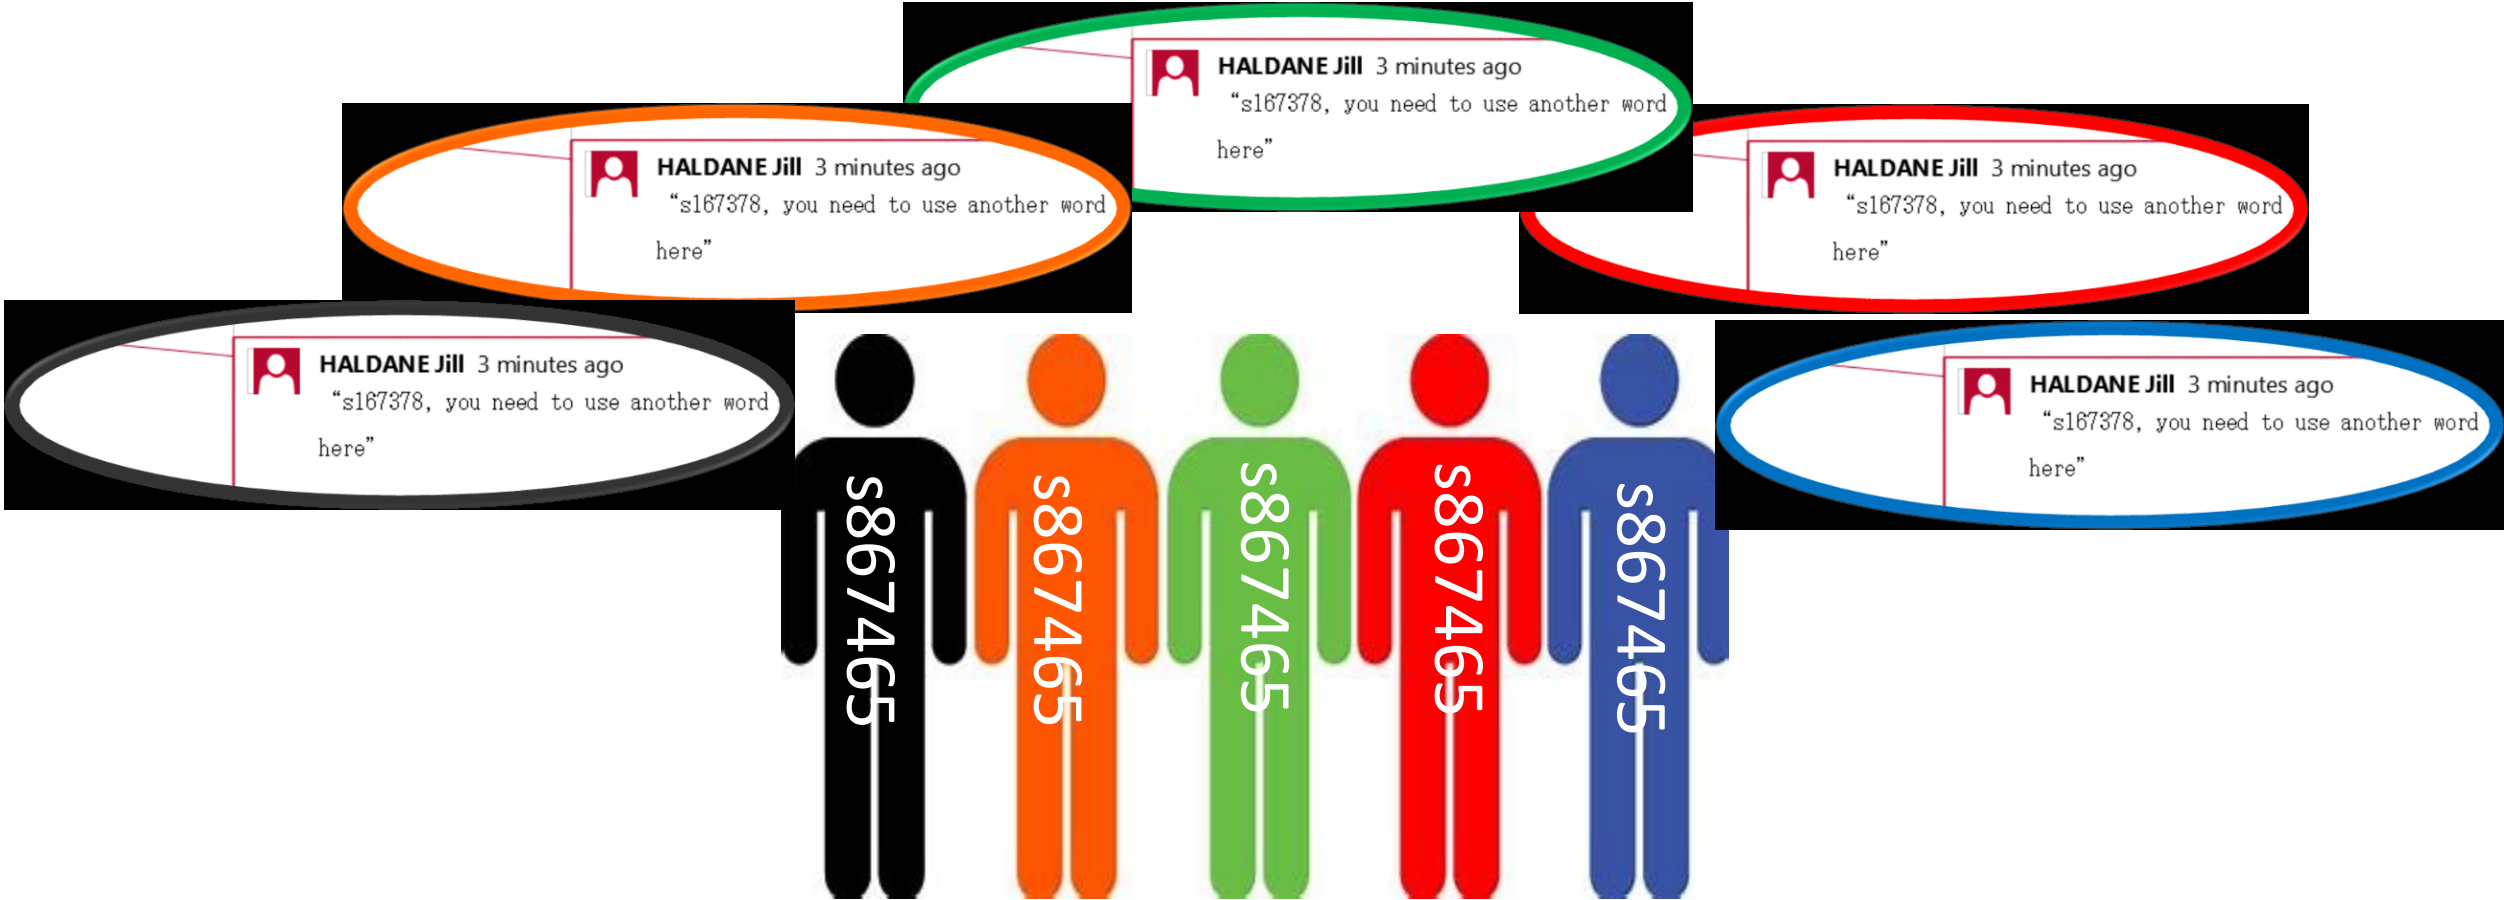 HALDANE Jill 3 minutes ago
“s167378, you need to use another word
here”
HALDANE Jill 3 minutes ago
“s167378, you need to use another word
here”
HALDANE Jill 3 minutes ago
“s167378, you need to use another word
here”
HALDANE Jill 3 minutes ago
“s167378, you need to use another word
here”
HALDANE Jill 3 minutes ago
“s167378, you need to use another word
here”
s867465
s867465
s867465
s867465
s867465